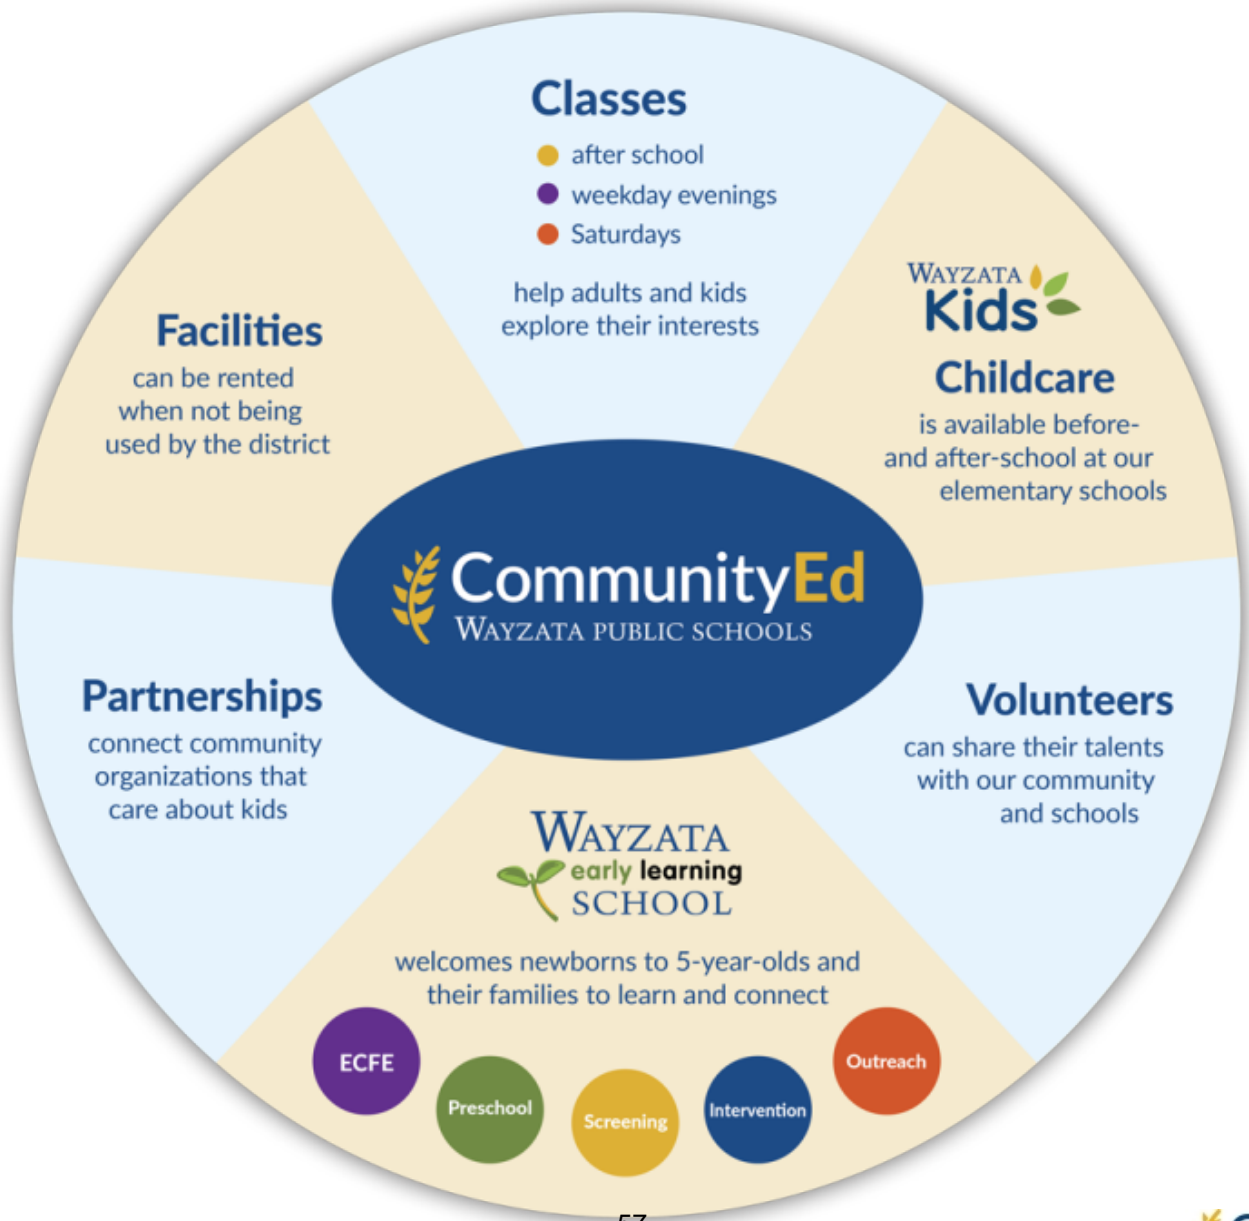 Classes
after school
weekday evenings
Saturdays
help adults and kids
explore their interests
WAYZATA
Kids
Childcare
is available before-
and after-school at our
elementary schools
Facilities
can be rented
when not being
used by the district
CommunityEd
WAYZATA PUBLIC SCHOOLS
Partnerships
connect community
organizations that
care about kids
Volunteers
can share their talents
with our community
and schools
WAYZATA
early learning
SCHOOL
welcomes newborns to 5-year-olds and
their families to learn and connect
ECFE
Preschool
Screening
Intervention
Outreach
57